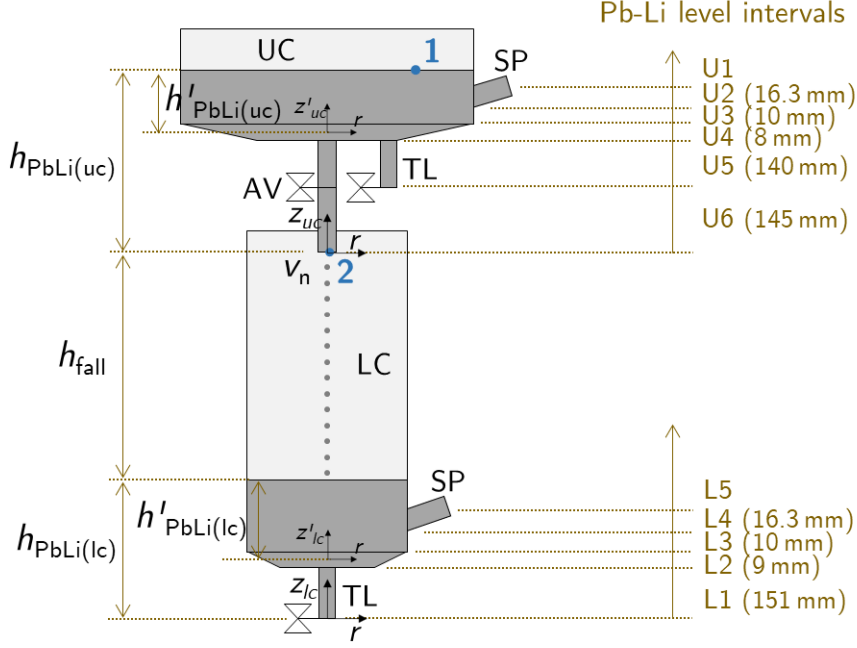 Pb-Li level intervals
UC
1
SP
U1
U2 (16.3 mm)
U3 (10 mm)
U4 (8 mm)
U5 (140 mm)
U6 (145 mm)
h'PbLi(uc)
z'uc
r
hPbLi(uc)
AV
TL
zuc
r
vn
2
hfall
LC
SP
L5
L4 (16.3 mm)
L3 (10 mm)
L2 (9 mm)
L1 (151 mm)
h'PbLi(lc)
z'lc
r
hPbLi(lc)
zlc
TL
r